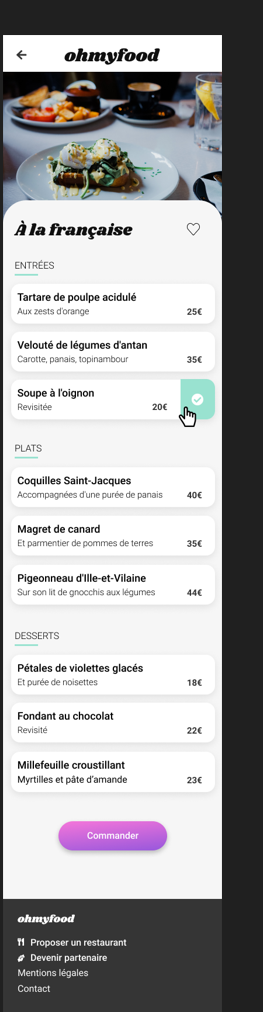 ohmyfood
À la française
ENTRÉES
Tartare de poulpe acidulé
Aux zests d'orange 25€
Velouté de légumes d'antan
Carotte, panais, topinambour 35€
Soupe à l'oignon
Revisitée 20€
PLATS
Coquilles Saint-Jacques
Accompagnées d'une purée de panais 40€
Magret de canard
Et parmentier de pommes de terres 35€
Pigeonneau d'Ille-et-Vilaine
Sur son lit de gnocchis aux légumes 44€
DESSERTS
Pétales de violettes glacés
Et purée de noisettes 18€
Fondant au chocolat
Revisité 22€
Millefeuille croustillant
Myrtilles et pâte d'amande 23€
Commander
ohmyfood
Proposer un restaurant
Devenir partenaire
Mentions légales
Contact